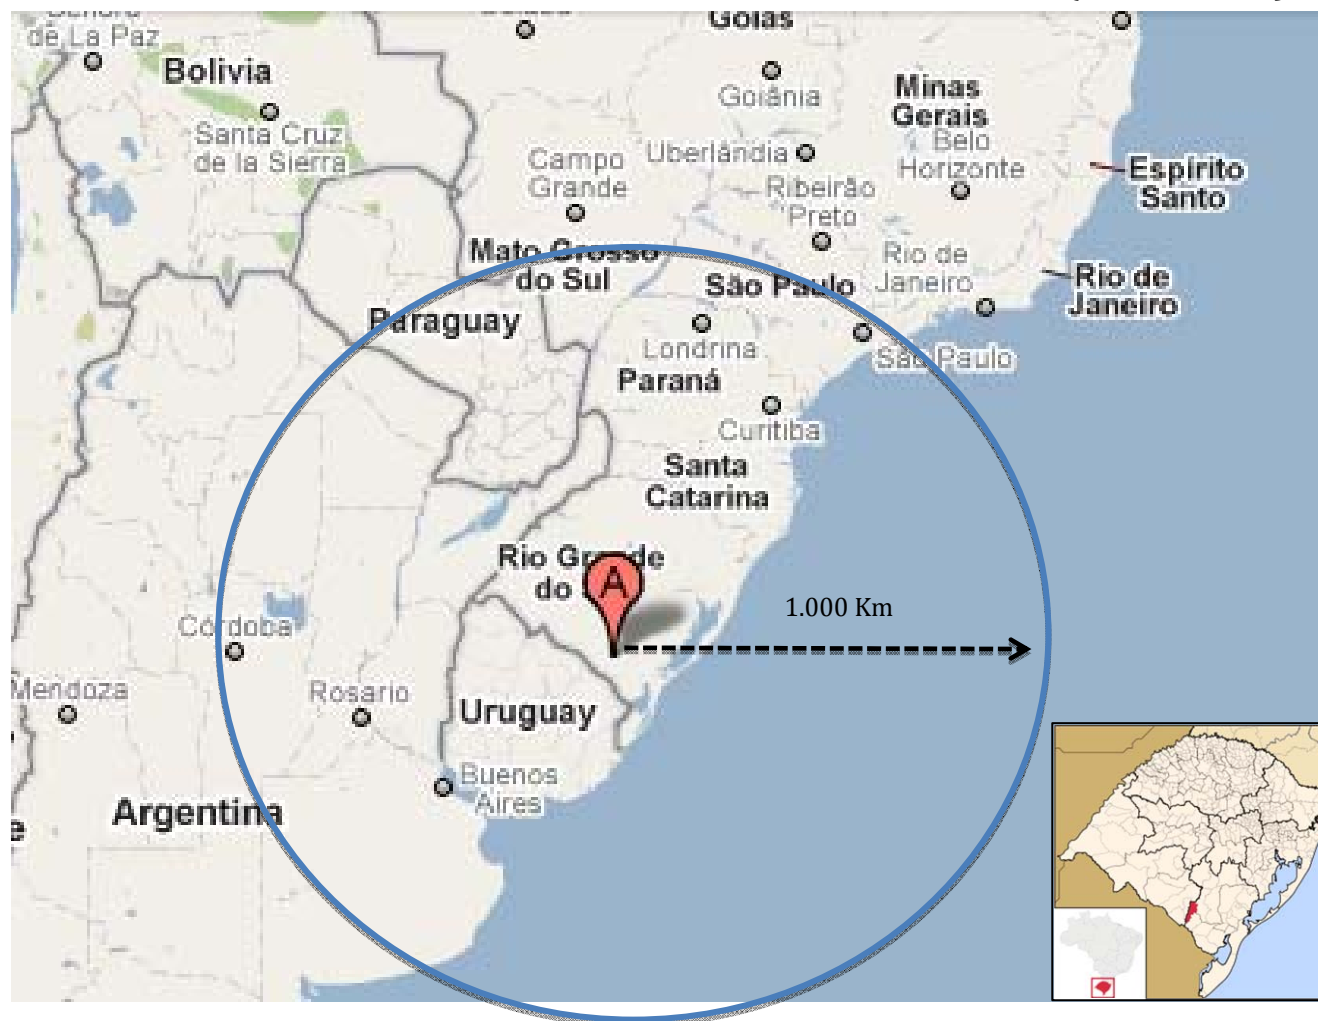 de La Paz
Bolivia
Santa Cruz
de la Sierra
Goiás
Goiânia
Minas
Gerais
Belo
Horizonte
Uberlândia
Campo
Grande
Ribeirão
Preto
Espírito
Santo
Mato Grosso
do Sul
São Paulo
Rio de
Janeiro
Rio de
Janeiro
Paraguay
Londrina
São Paulo
Paraná
Curitiba
Santa
Catarina
Rio Grande
do
A
1.000 Km
Córdoba
Mendoza
Rosario
Uruguay
Buenos
Aires
Argentina
e